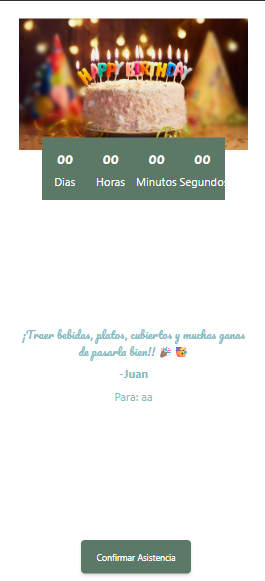 HAPPY BIRTHDAY
00 00 00 00
Dias Horas Minutos Segundos
¡Traer bebidas, platos, cubiertos y muchas ganas
de pasarla bien!! 🎉 🥳
-Juan
Para: aa
Confirmar Asistencia